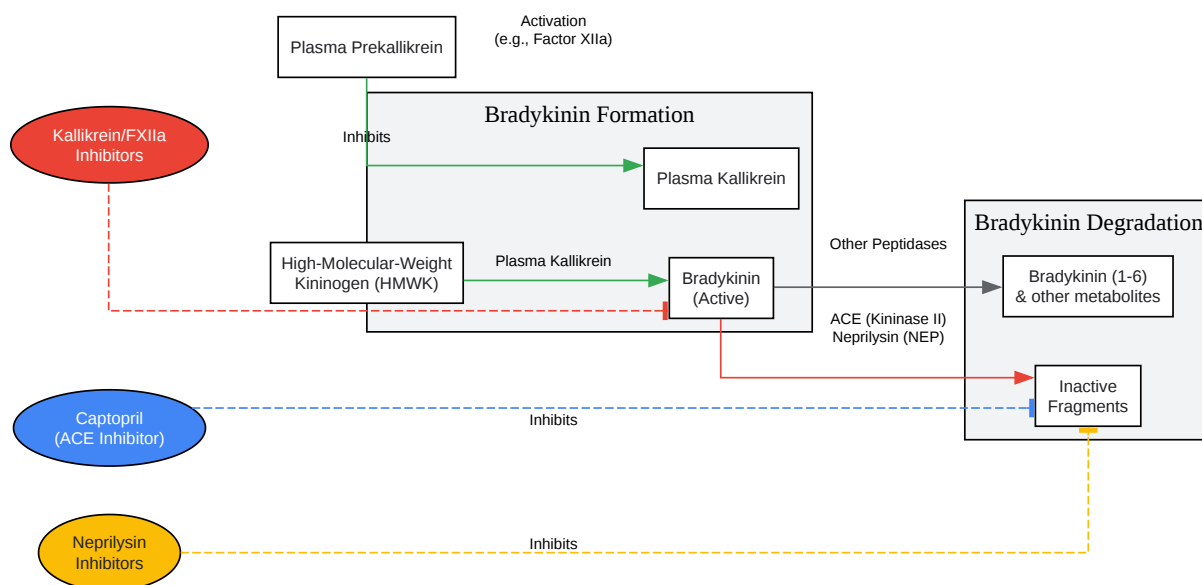 Activation
(e.g., Factor XIIa)
Plasma Prekallikrein
Bradykinin Formation
Kallikrein/FXIIa
Inhibitors
Inhibits
Plasma Kallikrein
Bradykinin Degradation
High-Molecular-Weight
Kininogen (HMWK)
Plasma Kallikrein
Bradykinin
(Active)
Other Peptidases
Bradykinin (1-6)
& other metabolites
ACE (Kininase II)
Neprilysin (NEP)
Inactive
Fragments
Captopril
(ACE Inhibitor)
Inhibits
Neprilysin
Inhibitors
Inhibits